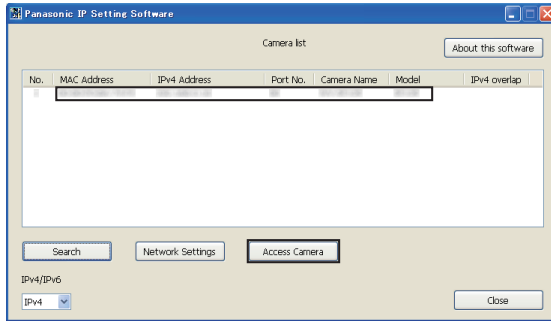 Panasonic IP Setting Software
Camera list
About this software
No. MAC Address IPv4 Address Port No. Camera Name Model IPv4 overlap
Search Network Settings Access Camera
IPv4/IPv6
IPv4
Close